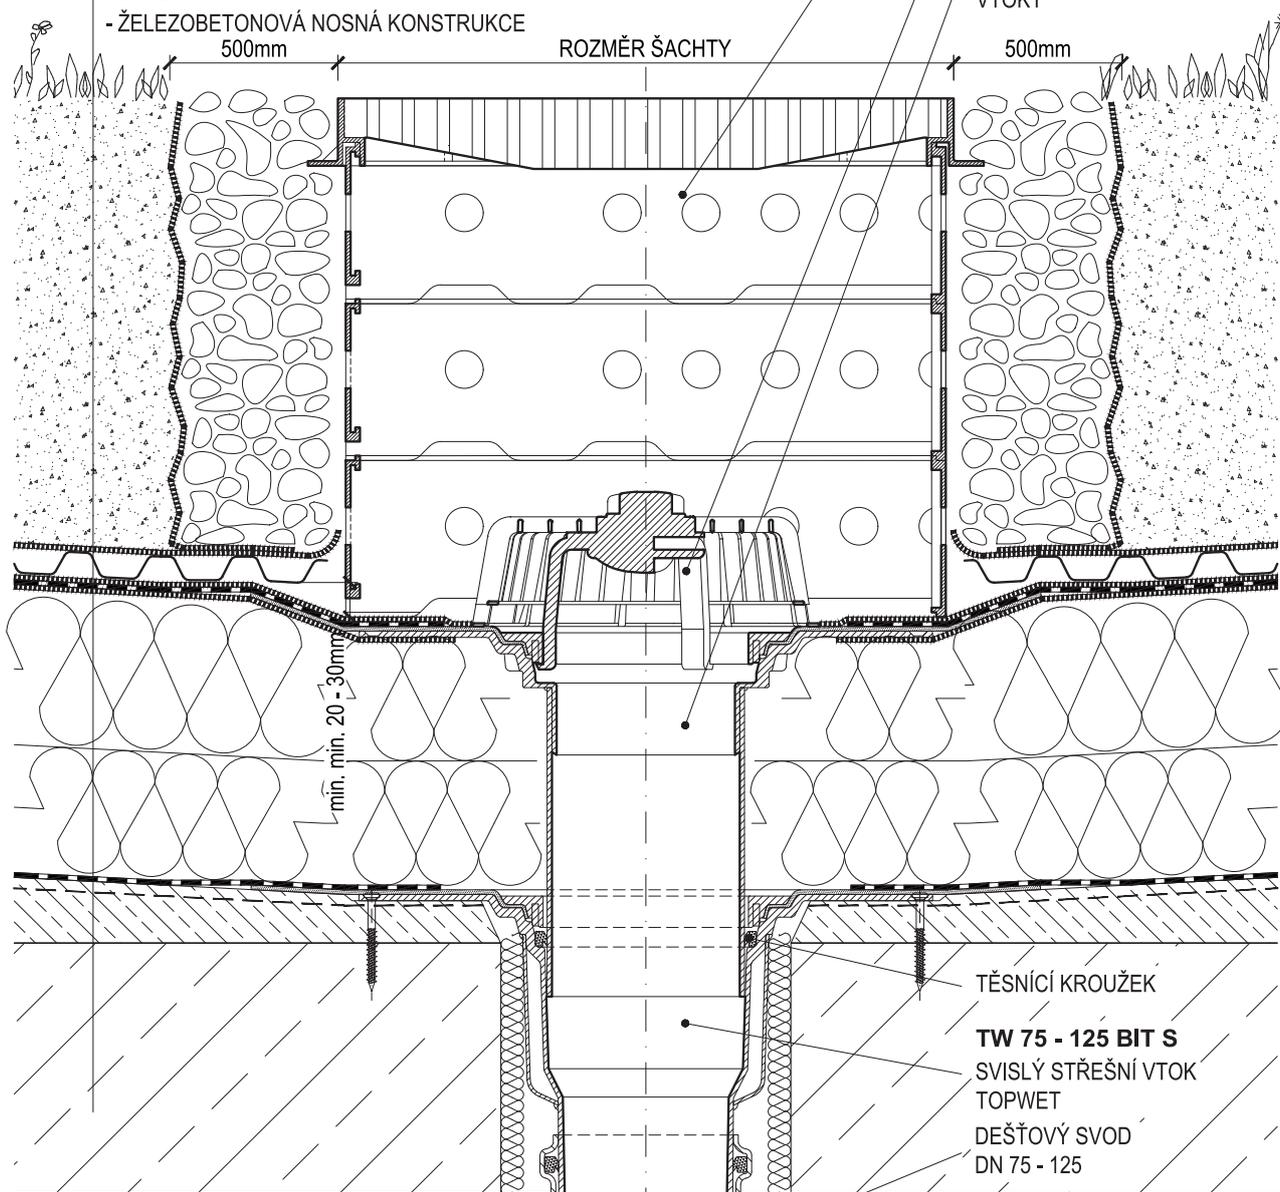 VTOKY
- ŽELEZOBETONOVÁ NOSNÁ KONSTRUKCE
500mm
ROZMĚR ŠACHTY
500mm
min. min. 20 - 30mm
TĚSNÍCÍ KROUŽEK
TW 75 - 125 BIT S
SVISLÝ STŘEŠNÍ VTOK
TOPWET
DEŠŤOVÝ SVOD
DN 75 - 125